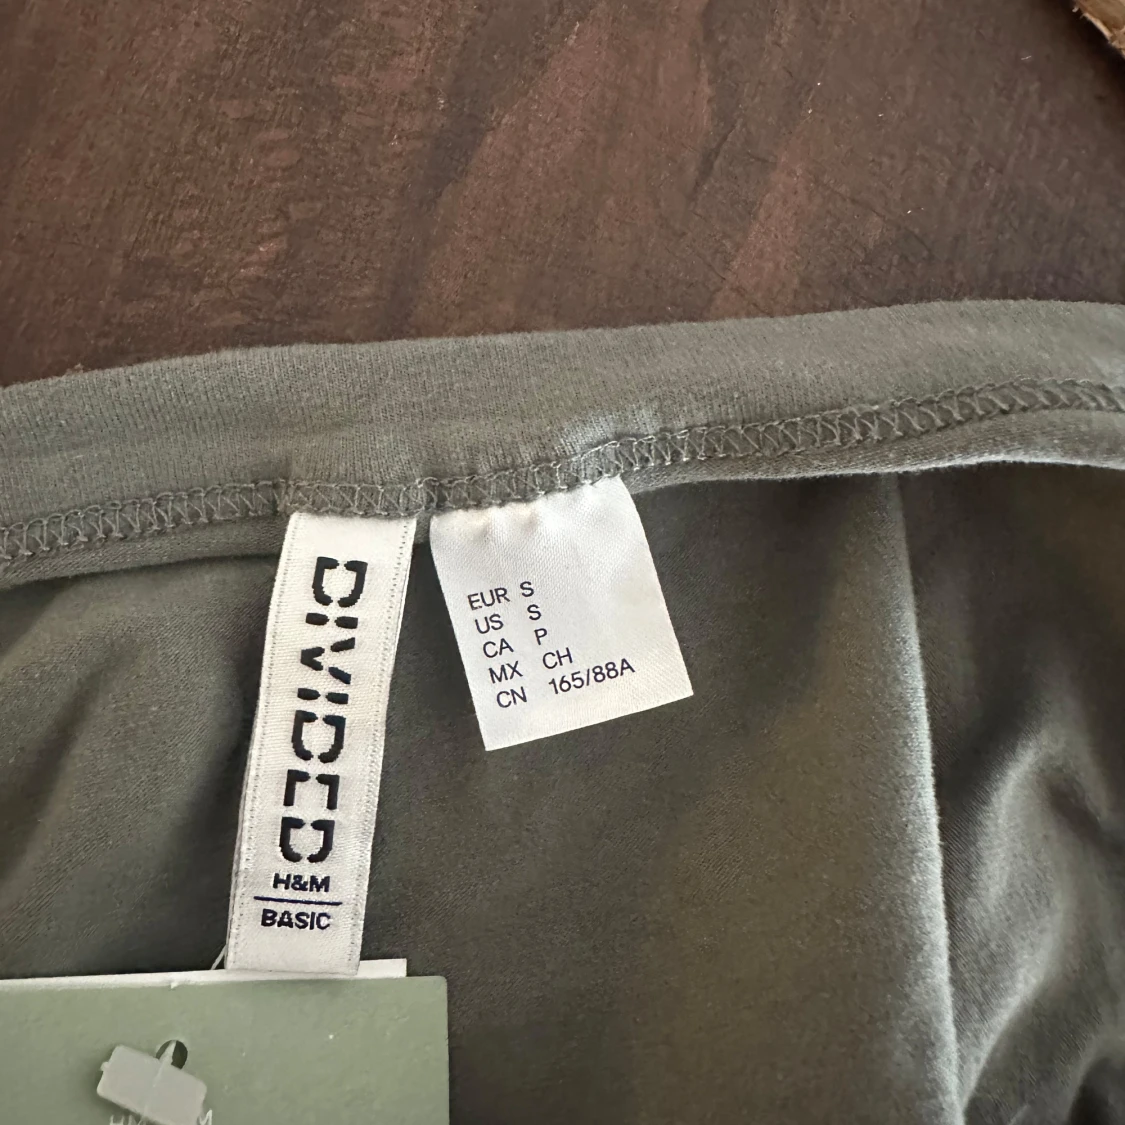 DIVIDED
H&M
BASIC
EUR S
US S
CA P
MX CH
CN 165/88A